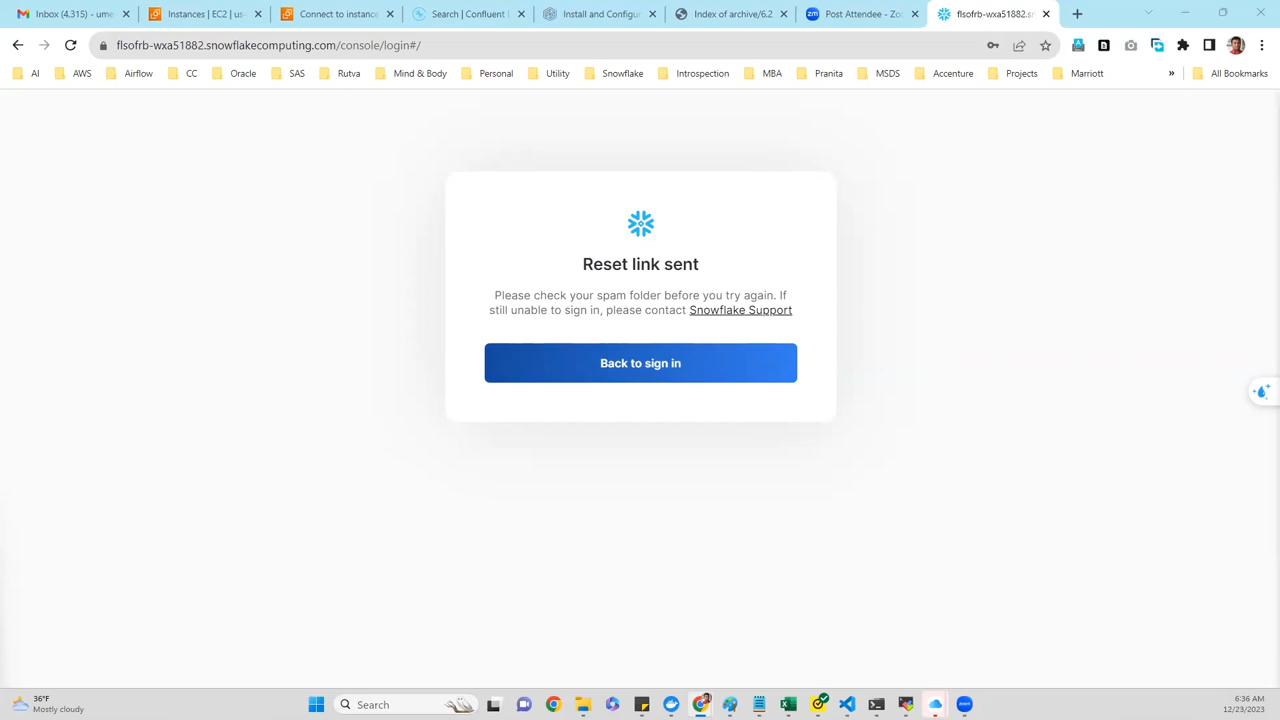 Inbox (4.315) - ume
Instances | EC2 | us-
Connect to instance
Search | Confluent
Install and Configur
Index of archive/6.2
zm Post Attendee - Zoo
flsofrb-wxa51882.sn
flsofrb-wxa51882.snowflakecomputing.com/console/login#/
AI
AWS
Airflow
CC
Oracle
SAS
Rutva
Mind & Body
Personal
Utility
Snowflake
Introspection
MBA
Pranita
MSDS
Accenture
Projects
Marriott
»
All Bookmarks
Reset link sent
Please check your spam folder before you try again. If
still unable to sign in, please contact Snowflake Support
Back to sign in
36°F
Mostly cloudy
Search
zoom
6:36 AM
12/23/2023